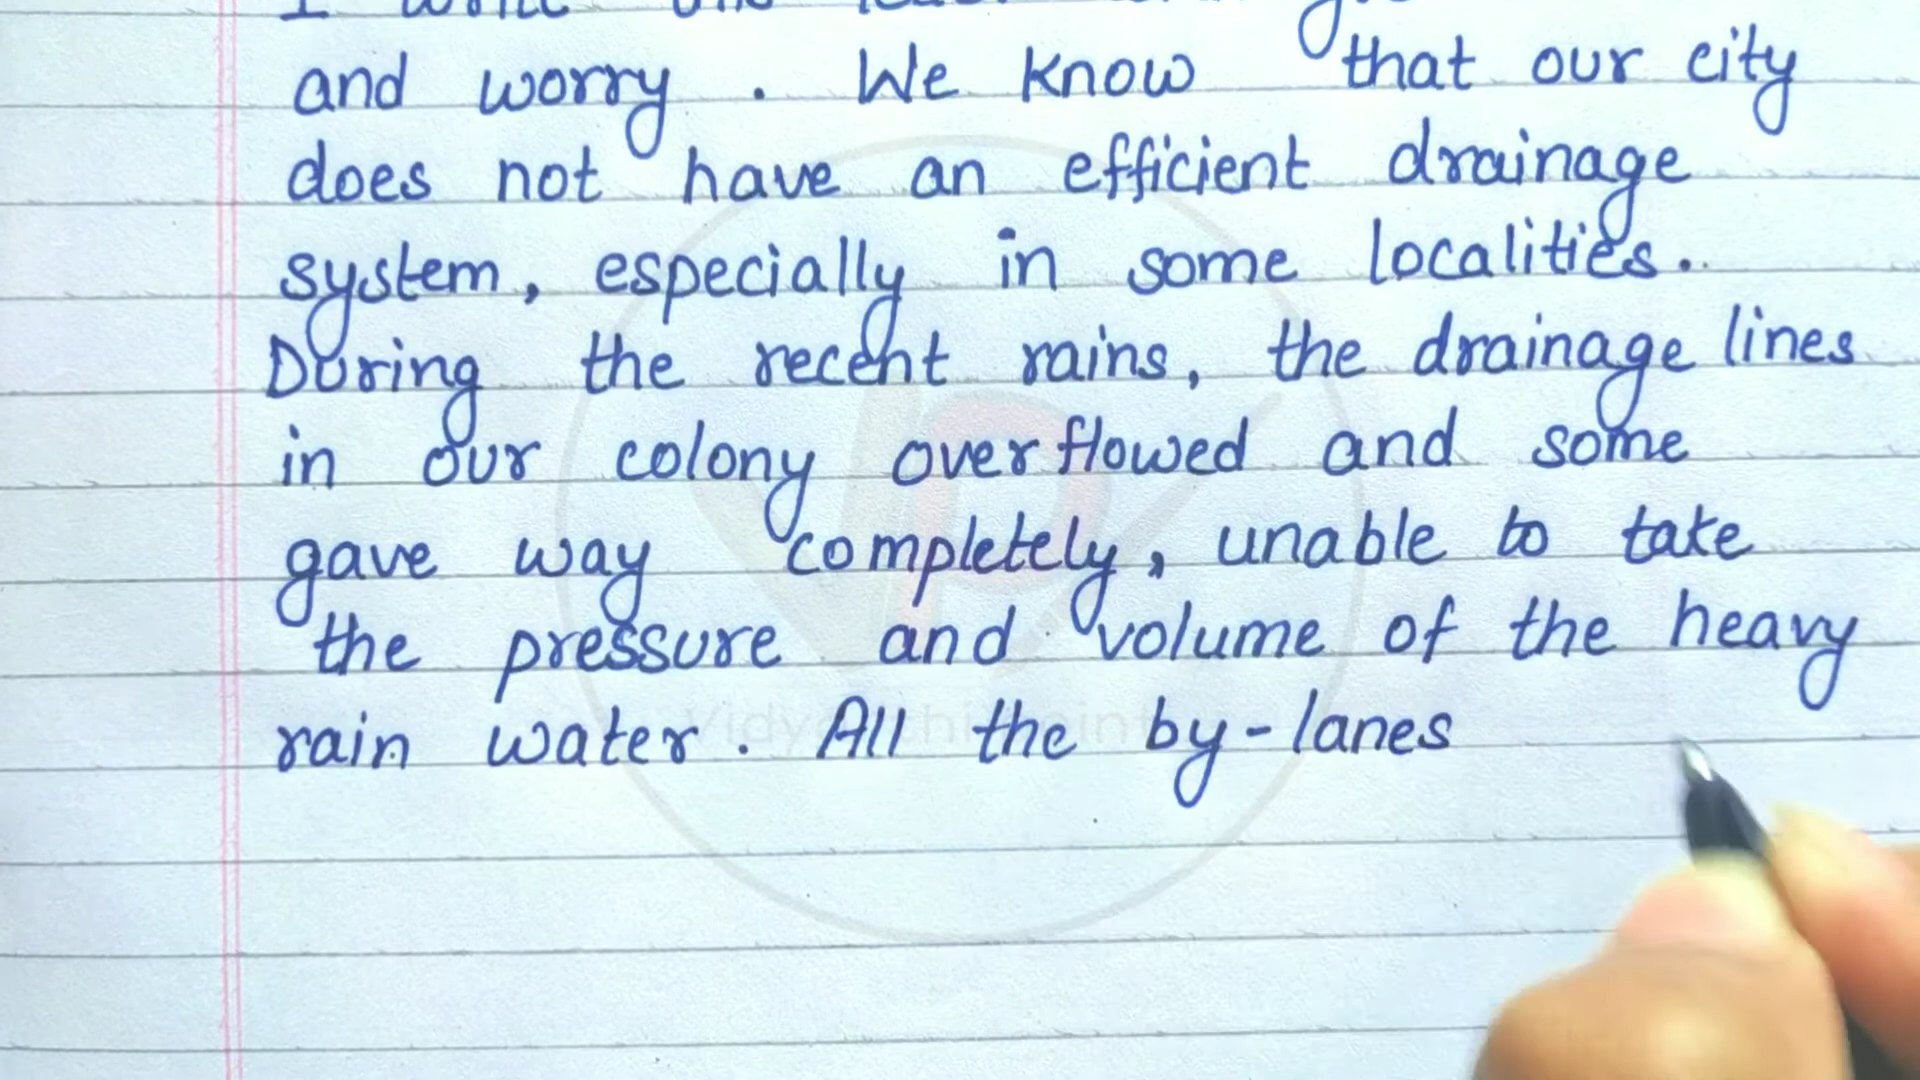 and worry. We know that our city
does not have an efficient drainage
system, especially in some localities.
During the recent rains, the drainage lines
in our colony overflowed and some
gave way completely, unable to take
the pressure and volume of the heavy
rain water. All the by-lanes